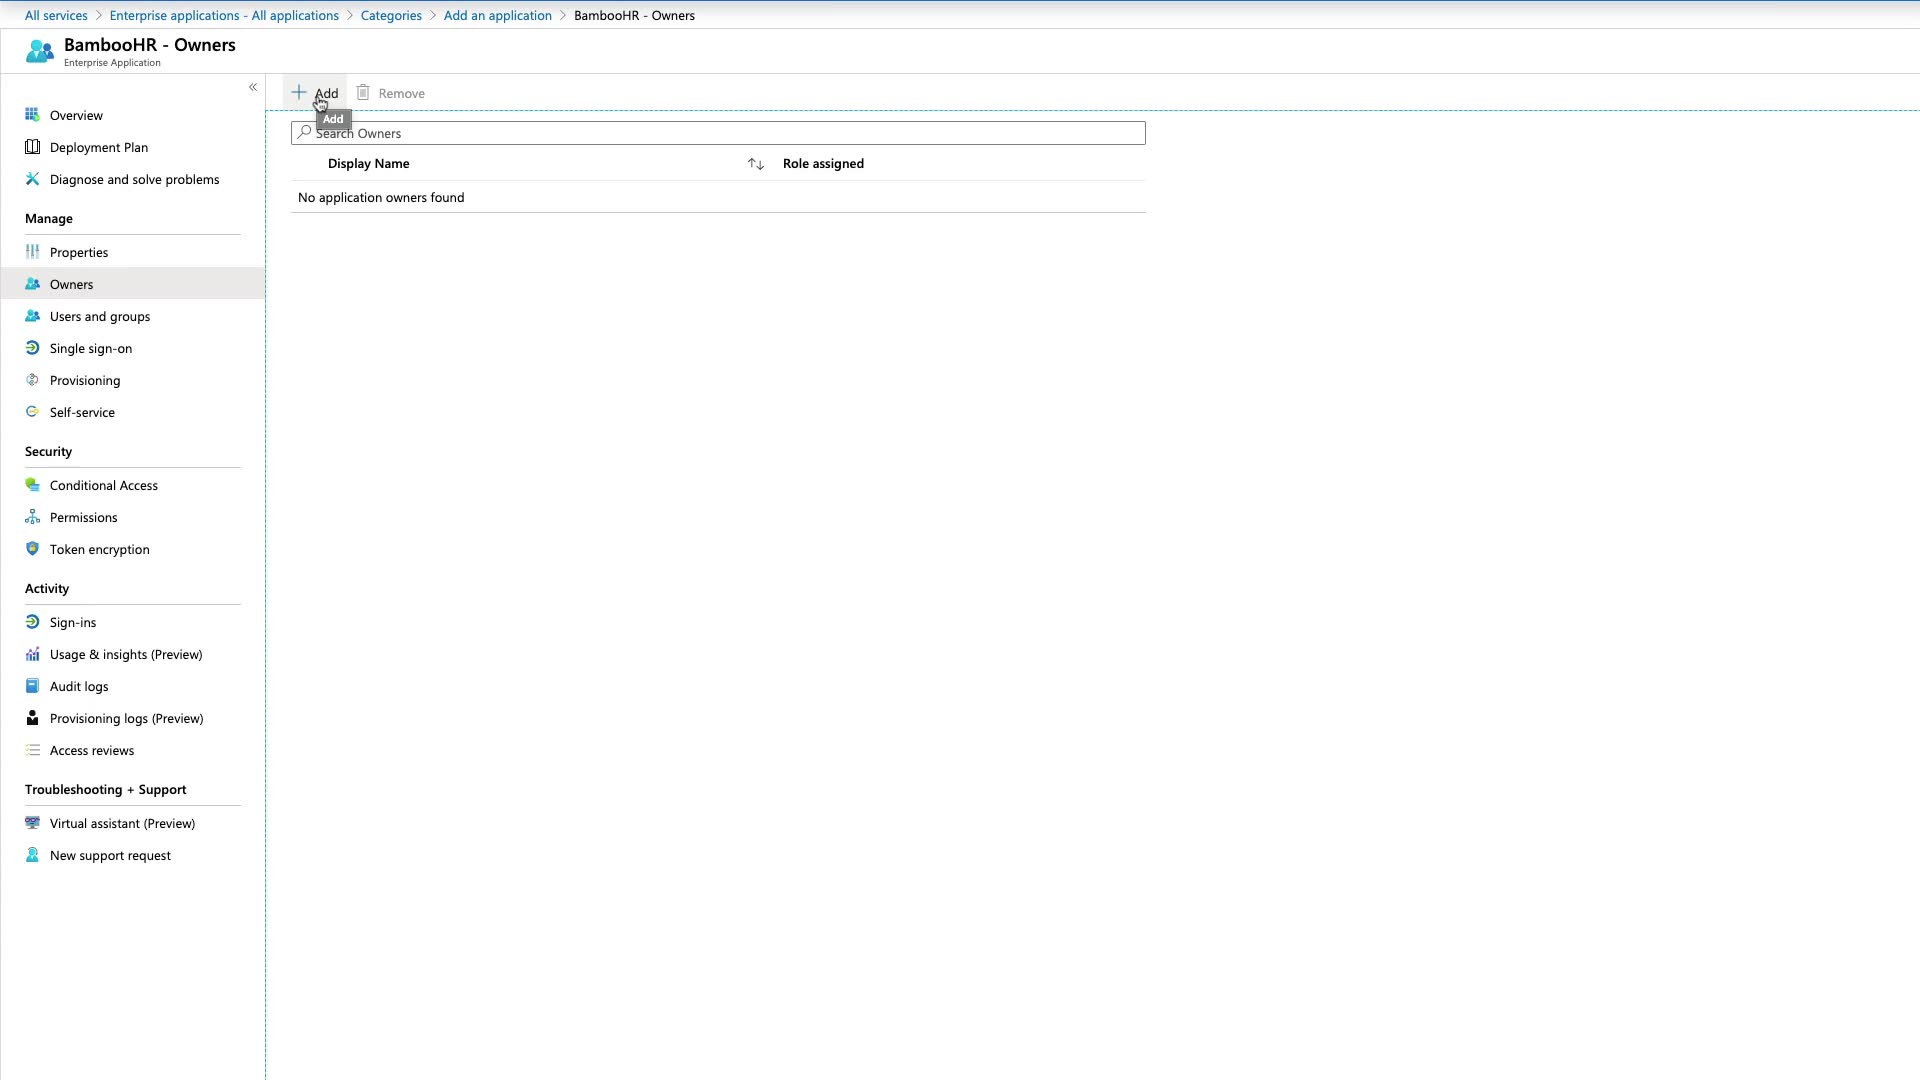 All services > Enterprise applications - All applications > Categories > Add an application > BambooHR - Owners
BambooHR - Owners
Enterprise Application
«
Add
Remove
Add
Search Owners
Display Name
Role assigned
No application owners found
Overview
Deployment Plan
Diagnose and solve problems
Manage
Properties
Owners
Users and groups
Single sign-on
Provisioning
Self-service
Security
Conditional Access
Permissions
Token encryption
Activity
Sign-ins
Usage & insights (Preview)
Audit logs
Provisioning logs (Preview)
Access reviews
Troubleshooting + Support
Virtual assistant (Preview)
New support request